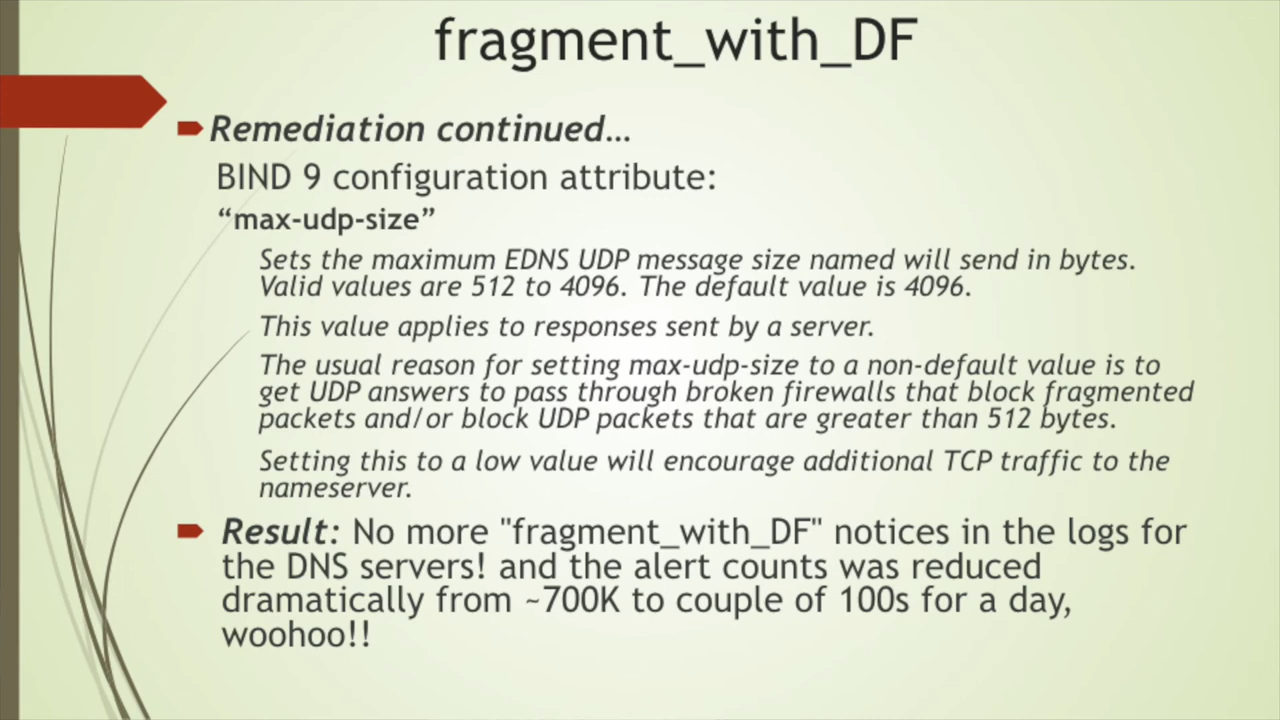 fragment_with_DF
Remediation continued…
BIND 9 configuration attribute:
“max-udp-size”
Sets the maximum EDNS UDP message size named will send in bytes.
Valid values are 512 to 4096. The default value is 4096.
This value applies to responses sent by a server.
The usual reason for setting max-udp-size to a non-default value is to
get UDP answers to pass through broken firewalls that block fragmented
packets and/or block UDP packets that are greater than 512 bytes.
Setting this to a low value will encourage additional TCP traffic to the
nameserver.
Result: No more "fragment_with_DF" notices in the logs for
the DNS servers! and the alert counts was reduced
dramatically from ~700K to couple of 100s for a day,
woohoo!!